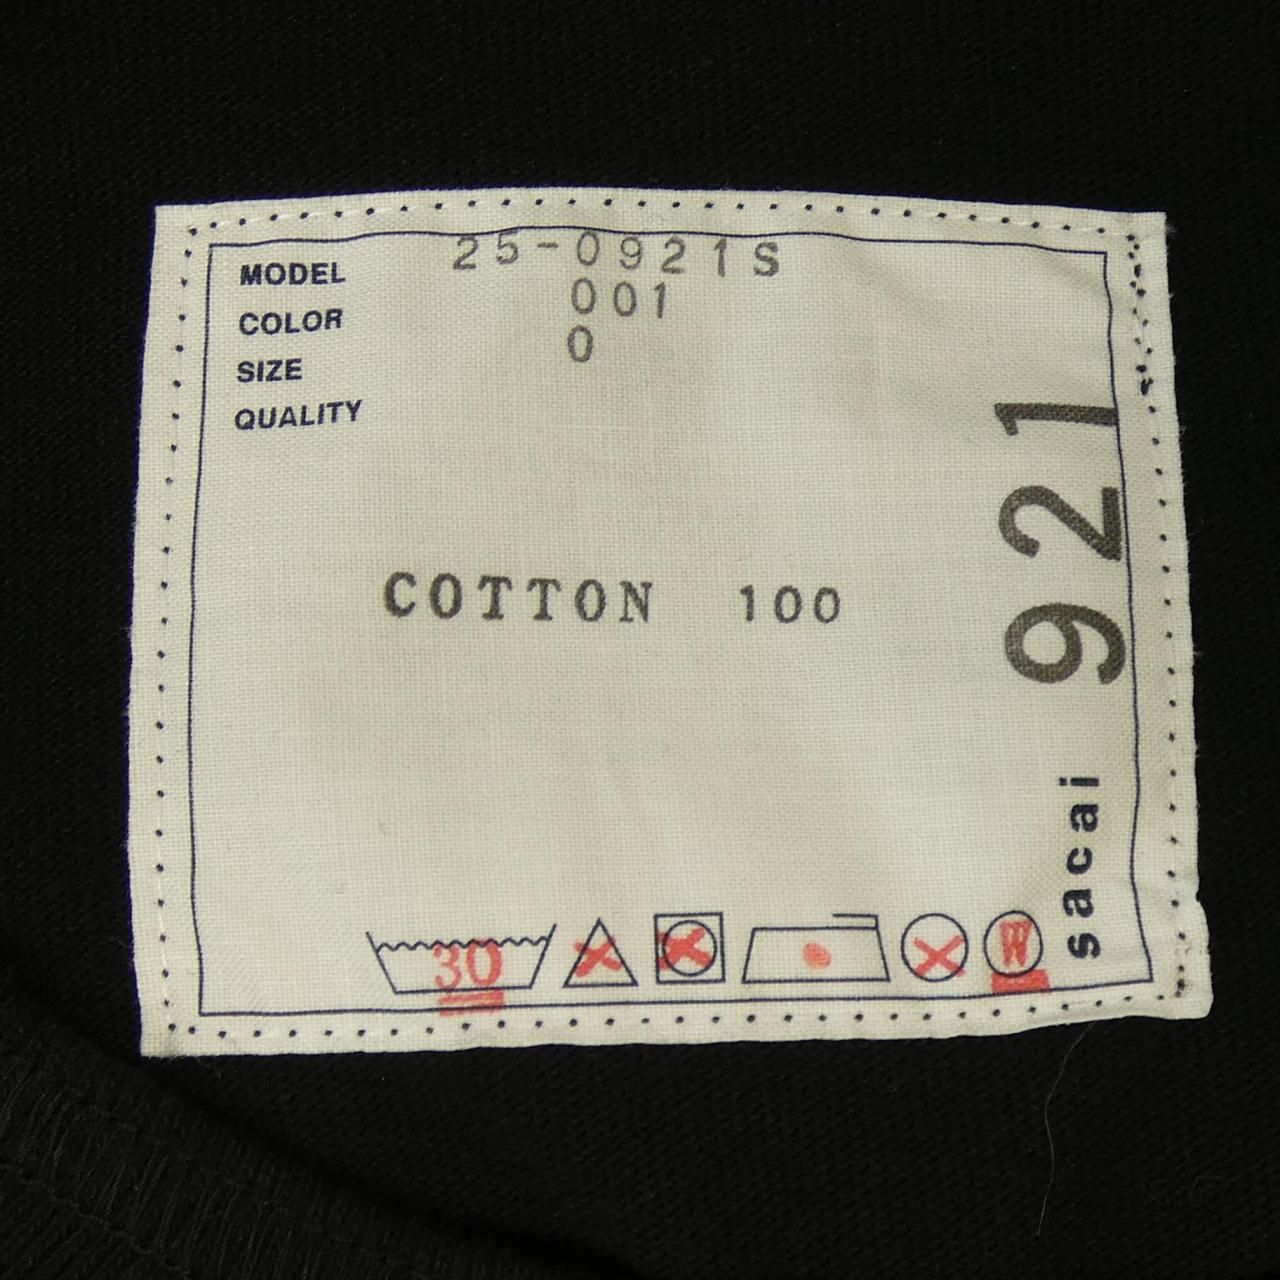 MODEL 25-0921S
COLOR 001
SIZE 0
QUALITY
COTTON 100
921
sacai
30
W